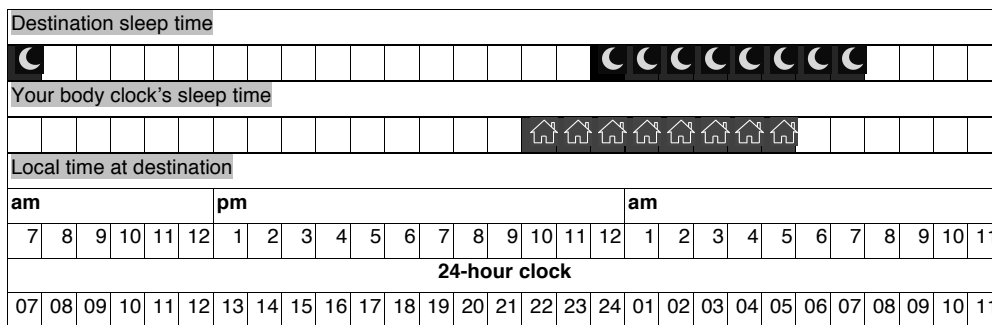 Destination sleep time
Your body clock's sleep time
Local time at destination
am pm am
7 8 9 10 11 12 1 2 3 4 5 6 7 8 9 10 11 12 1 2 3 4 5 6 7 8 9 10 11
24-hour clock
07 08 09 10 11 12 13 14 15 16 17 18 19 20 21 22 23 24 01 02 03 04 05 06 07 08 09 10 11